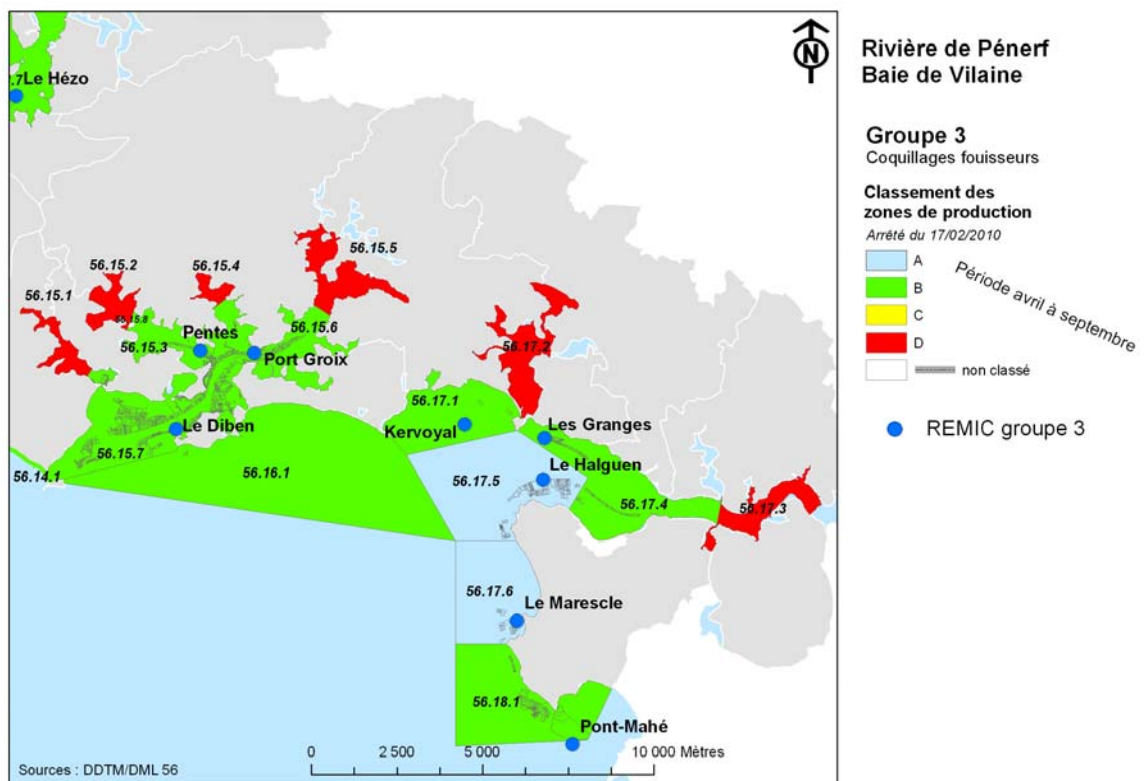 .7 Le Hézo
N
56.15.5
56.15.2
56.15.4
56.15.1
56.15.8
56.15.6
Pentes
56.15.3
Port Groix
56.17.2
56.17.1
Le Diben
Kervoyal
Les Granges
56.15.7
Le Halguen
56.14.1
56.16.1
56.17.5
56.17.4
56.17.3
56.17.6
Le Marescle
56.18.1
Pont-Mahé
0 2 500 5 000 10 000 Mètres
Sources : DDTM/DML 56
Rivière de Pénerf
Baie de Vilaine
Groupe 3
Coquillages fouisseurs
Classement des
zones de production
Arrêté du 17/02/2010
A
B
C
D
non classé
Période avril à septembre
REMIC groupe 3